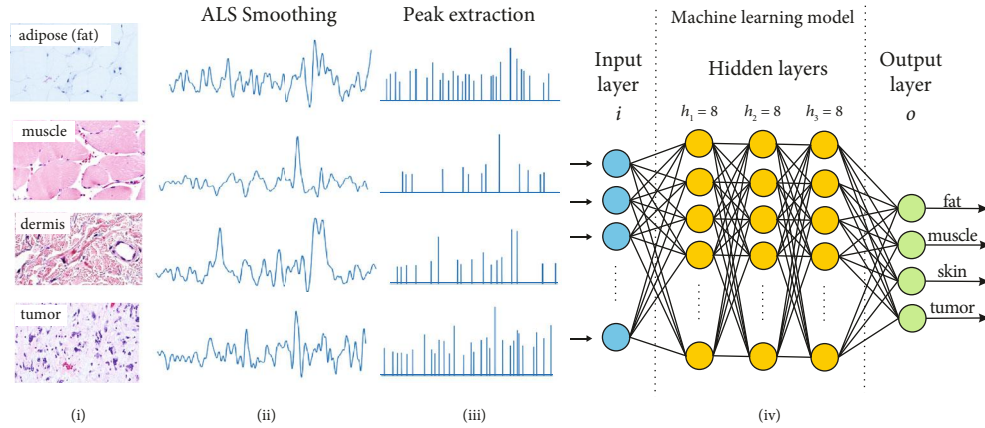 ALS Smoothing
Peak extraction
Machine learning model
adipose (fat)
muscle
dermis
tumor
Input
layer
i
Hidden layers
h₁ = 8
h₂ = 8
h₃ = 8
Output
layer
o
fat
muscle
skin
tumor
(i)
(ii)
(iii)
(iv)